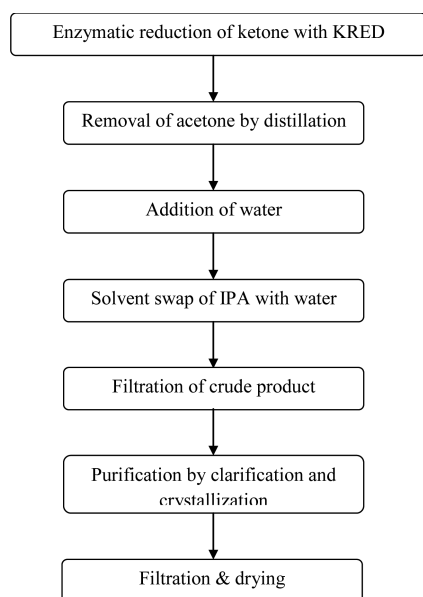 Enzymatic reduction of ketone with KRED
Removal of acetone by distillation
Addition of water
Solvent swap of IPA with water
Filtration of crude product
Purification by clarification and
crystallization
Filtration & drying